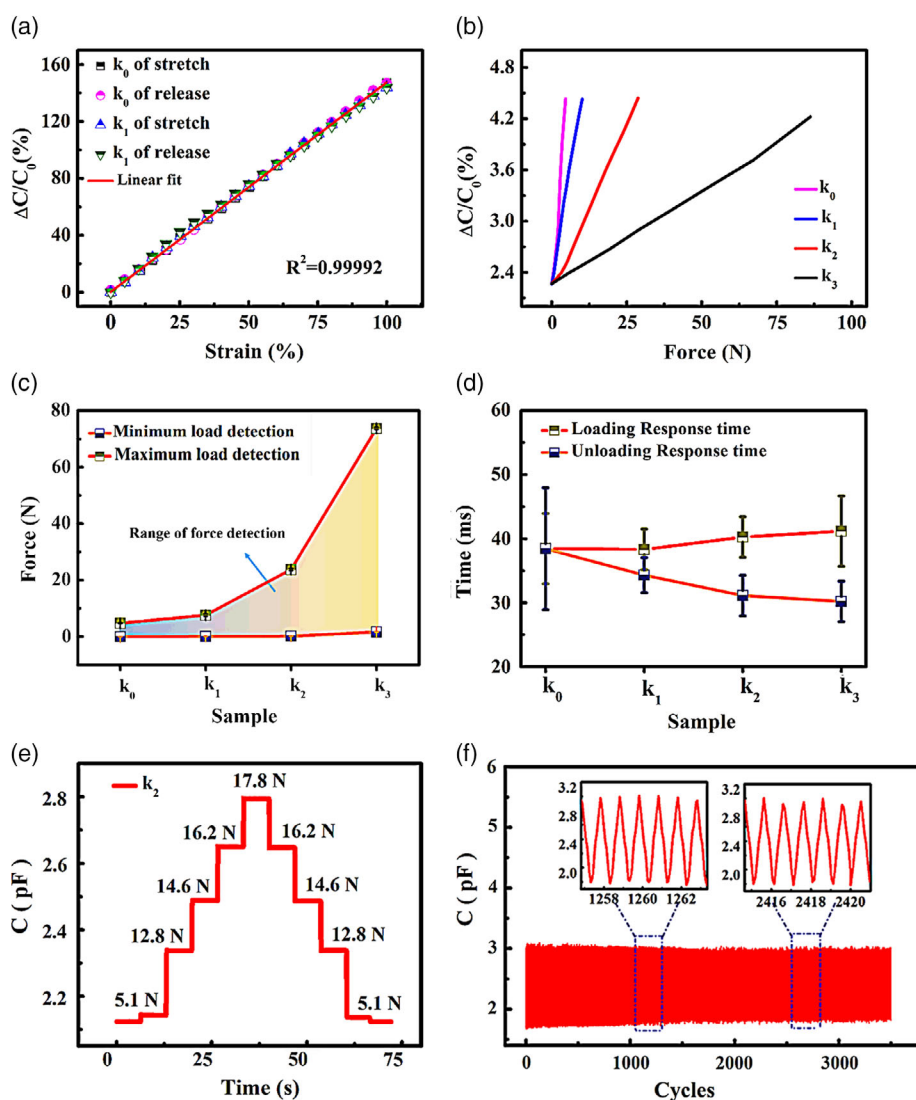 (a)
ΔC/C₀(%)
160
120
80
40
0
k₀ of stretch
k₀ of release
k₁ of stretch
k₁ of release
Linear fit
R²=0.99992
0 25 50 75 100
Strain (%)
(b)
ΔC/C₀(%)
4.8
4.2
3.6
3.0
2.4
k₀
k₁
k₂
k₃
0 25 50 75 100
Force (N)
(c)
Force (N)
80
60
40
20
0
Minimum load detection
Maximum load detection
Range of force detection
k₀ k₁ k₂ k₃
Sample
(d)
Time (ms)
60
50
40
30
20
Loading Response time
Unloading Response time
k₀ k₁ k₂ k₃
Sample
(e)
C ( pF )
2.8
2.6
2.4
2.2
k₂
17.8 N
16.2 N 16.2 N
14.6 N 14.6 N
12.8 N 12.8 N
5.1 N 5.1 N
0 25 50 75
Time (s)
(f)
C ( pF )
6
5
4
3
2
3.2
2.8
2.4
2.0
1258 1260 1262
3.2
2.8
2.4
2.0
2416 2418 2420
0 1000 2000 3000
Cycles